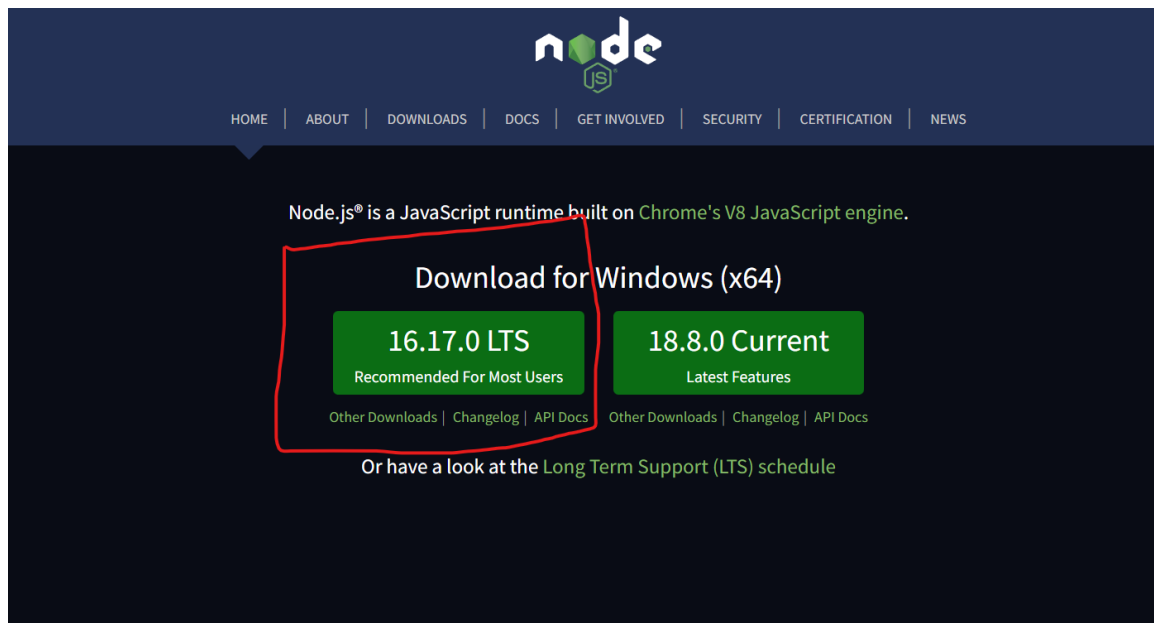 node
JS
HOME | ABOUT | DOWNLOADS | DOCS | GET INVOLVED | SECURITY | CERTIFICATION | NEWS
Node.js® is a JavaScript runtime built on Chrome's V8 JavaScript engine.
Download for Windows (x64)
16.17.0 LTS
Recommended For Most Users
Other Downloads | Changelog | API Docs
18.8.0 Current
Latest Features
Other Downloads | Changelog | API Docs
Or have a look at the Long Term Support (LTS) schedule